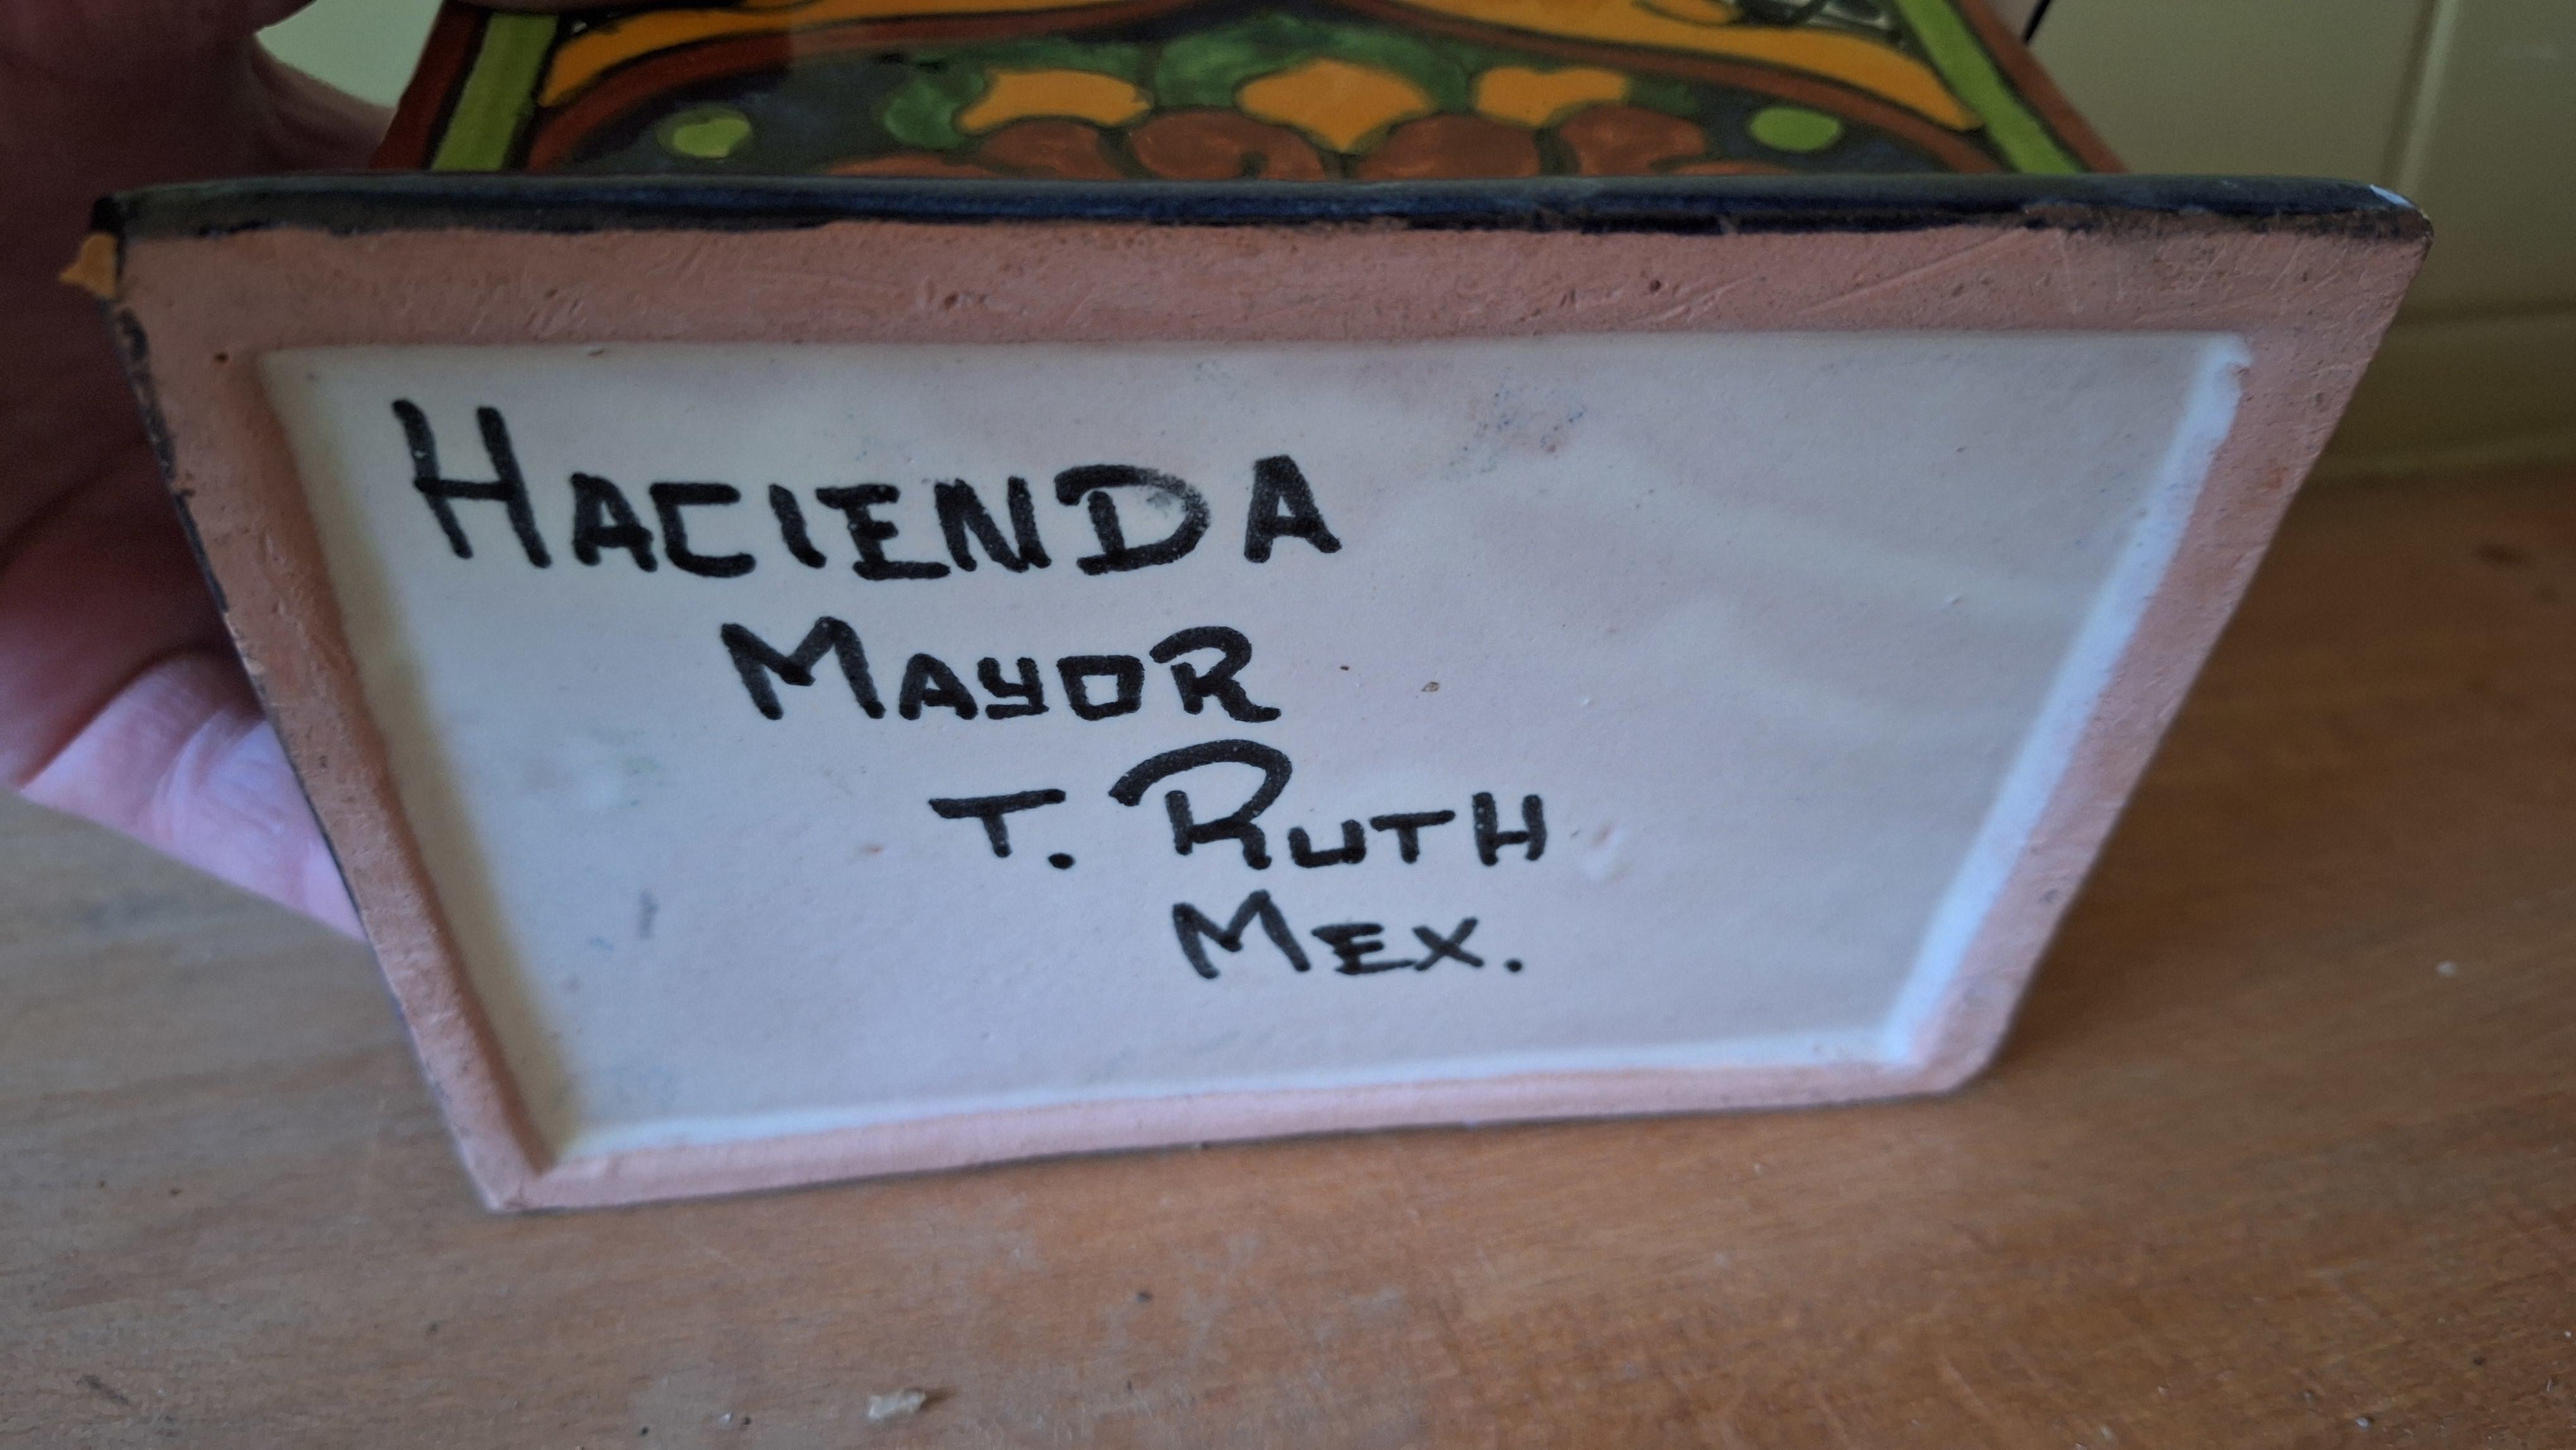 HACIENDA
MAYOR
T. RUTH
MEX.